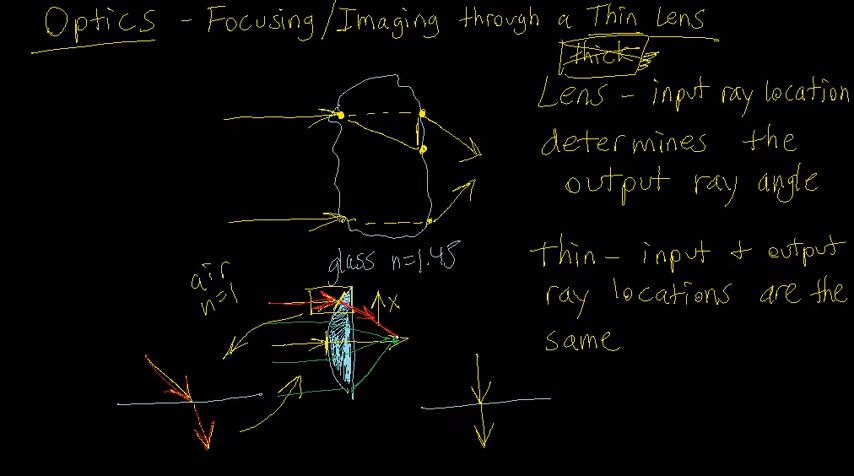 Optics - Focusing/Imaging through a Thin Lens
thick
Lens - input ray location
determines the
output ray angle
glass n=1.45
air
n=1
x
Thin - input + output
ray locations are the
same